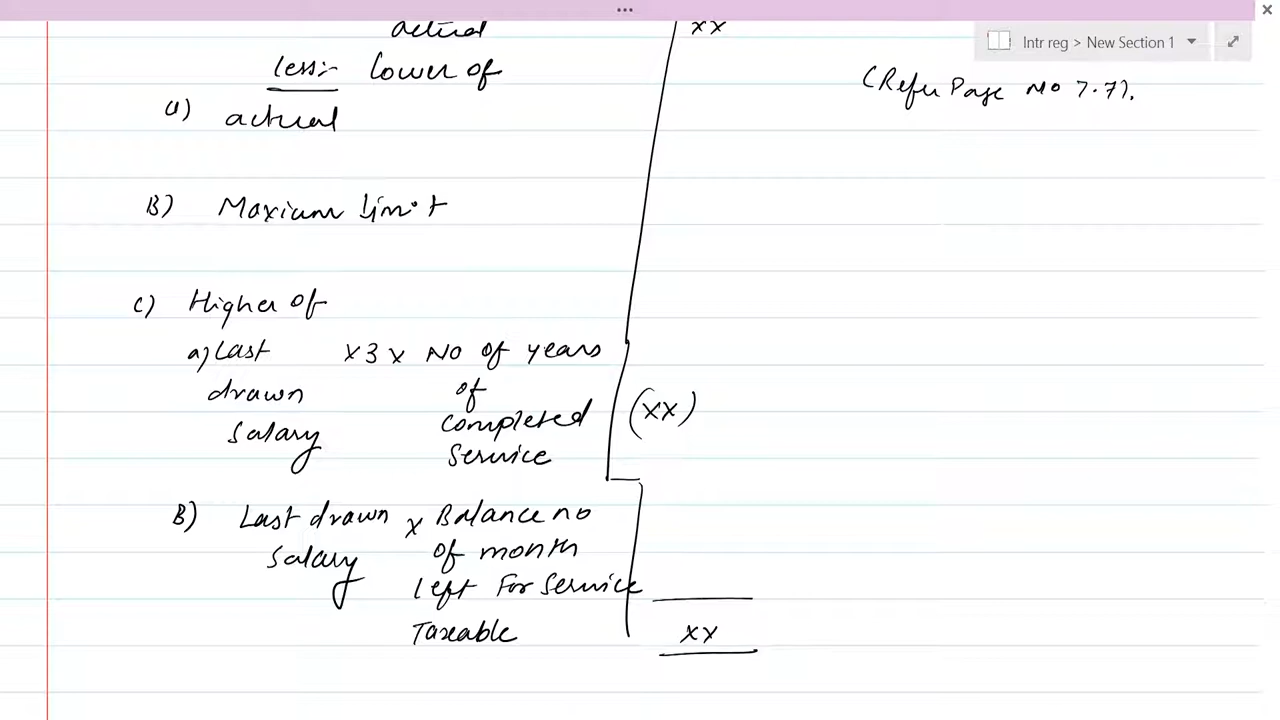 ...
actual xx
Intr reg > New Section 1
less:- lower of
(Refer Page No 7.7).
a) actual
B) Maxium limit
c) Higher of
a) Last x 3 x No of years
drawn of
salary completed (xx)
service
B) Last drawn x Balance no
salary of month
left For Service
Taxeable xx